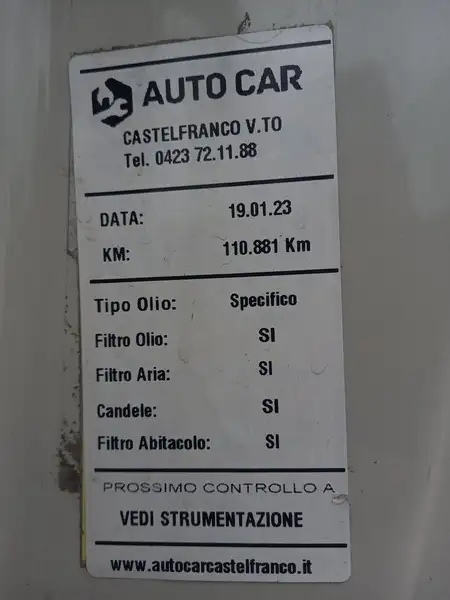 AUTO CAR
CASTELFRANCO V.TO
Tel. 0423 72.11.88
DATA: 19.01.23
KM: 110.881 Km
Tipo Olio: Specifico
Filtro Olio: SI
Filtro Aria: SI
Candele: SI
Filtro Abitacolo: SI
PROSSIMO CONTROLLO A
VEDI STRUMENTAZIONE
www.autocarcastelfranco.it